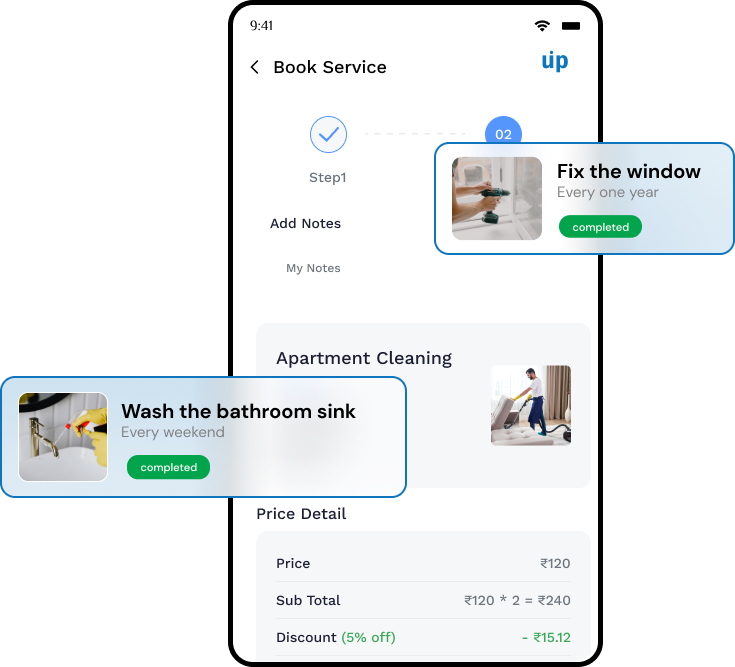 9:41
Book Service
up
02
Step1
Fix the window
Every one year
completed
Add Notes
My Notes
Apartment Cleaning
Wash the bathroom sink
Every weekend
completed
Price Detail
Price ₹120
Sub Total ₹120 * 2 = ₹240
Discount (5% off) - ₹15.12